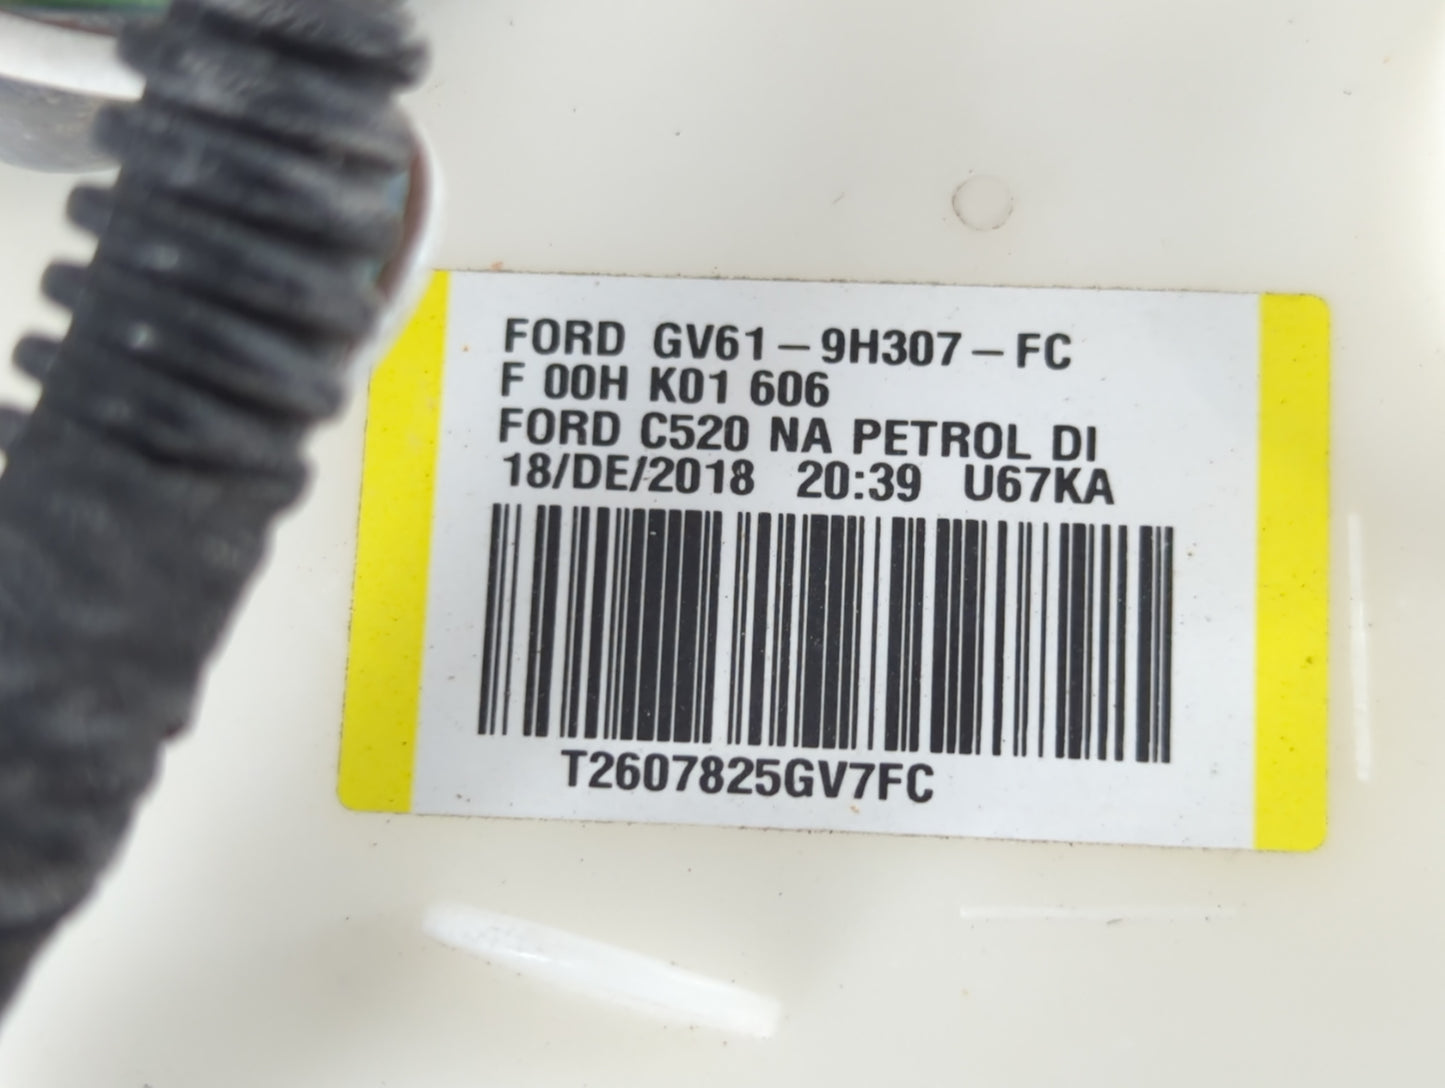 FORD GV61-9H307-FC
F 00H K01 606
FORD C520 NA PETROL DI
18/DE/2018 20:39 U67KA
T2607825GV7FC